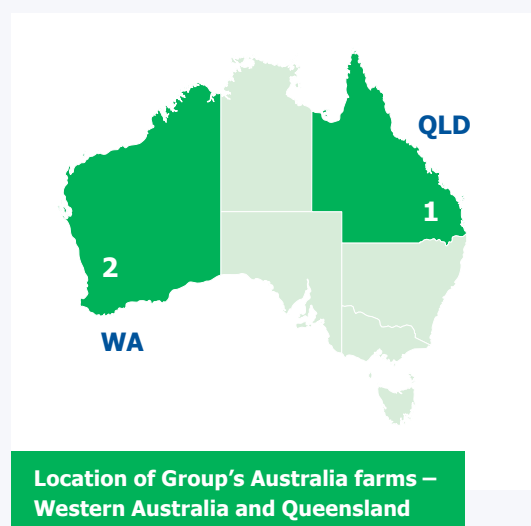 QLD
1
2
WA
Location of Group’s Australia farms –
Western Australia and Queensland